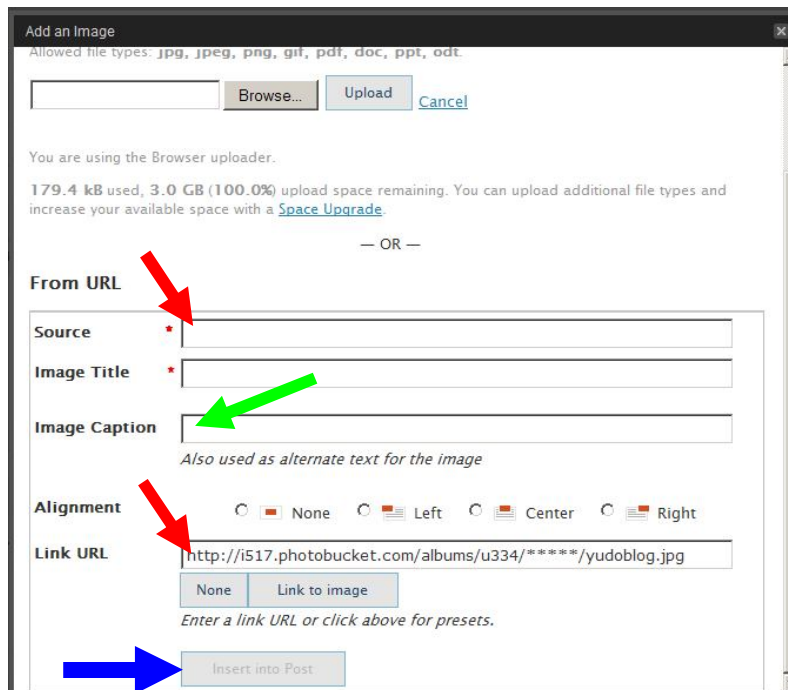 Add an Image
Allowed file types: jpg, jpeg, png, gif, pdf, doc, ppt, odt.
Browse... Upload Cancel
You are using the Browser uploader.
179.4 kB used, 3.0 GB (100.0%) upload space remaining. You can upload additional file types and
increase your available space with a Space Upgrade.
— OR —
From URL
Source *
Image Title *
Image Caption
Also used as alternate text for the image
Alignment None Left Center Right
Link URL http://i517.photobucket.com/albums/u334/*****/yudoblog.jpg
None Link to image
Enter a link URL or click above for presets.
Insert into Post